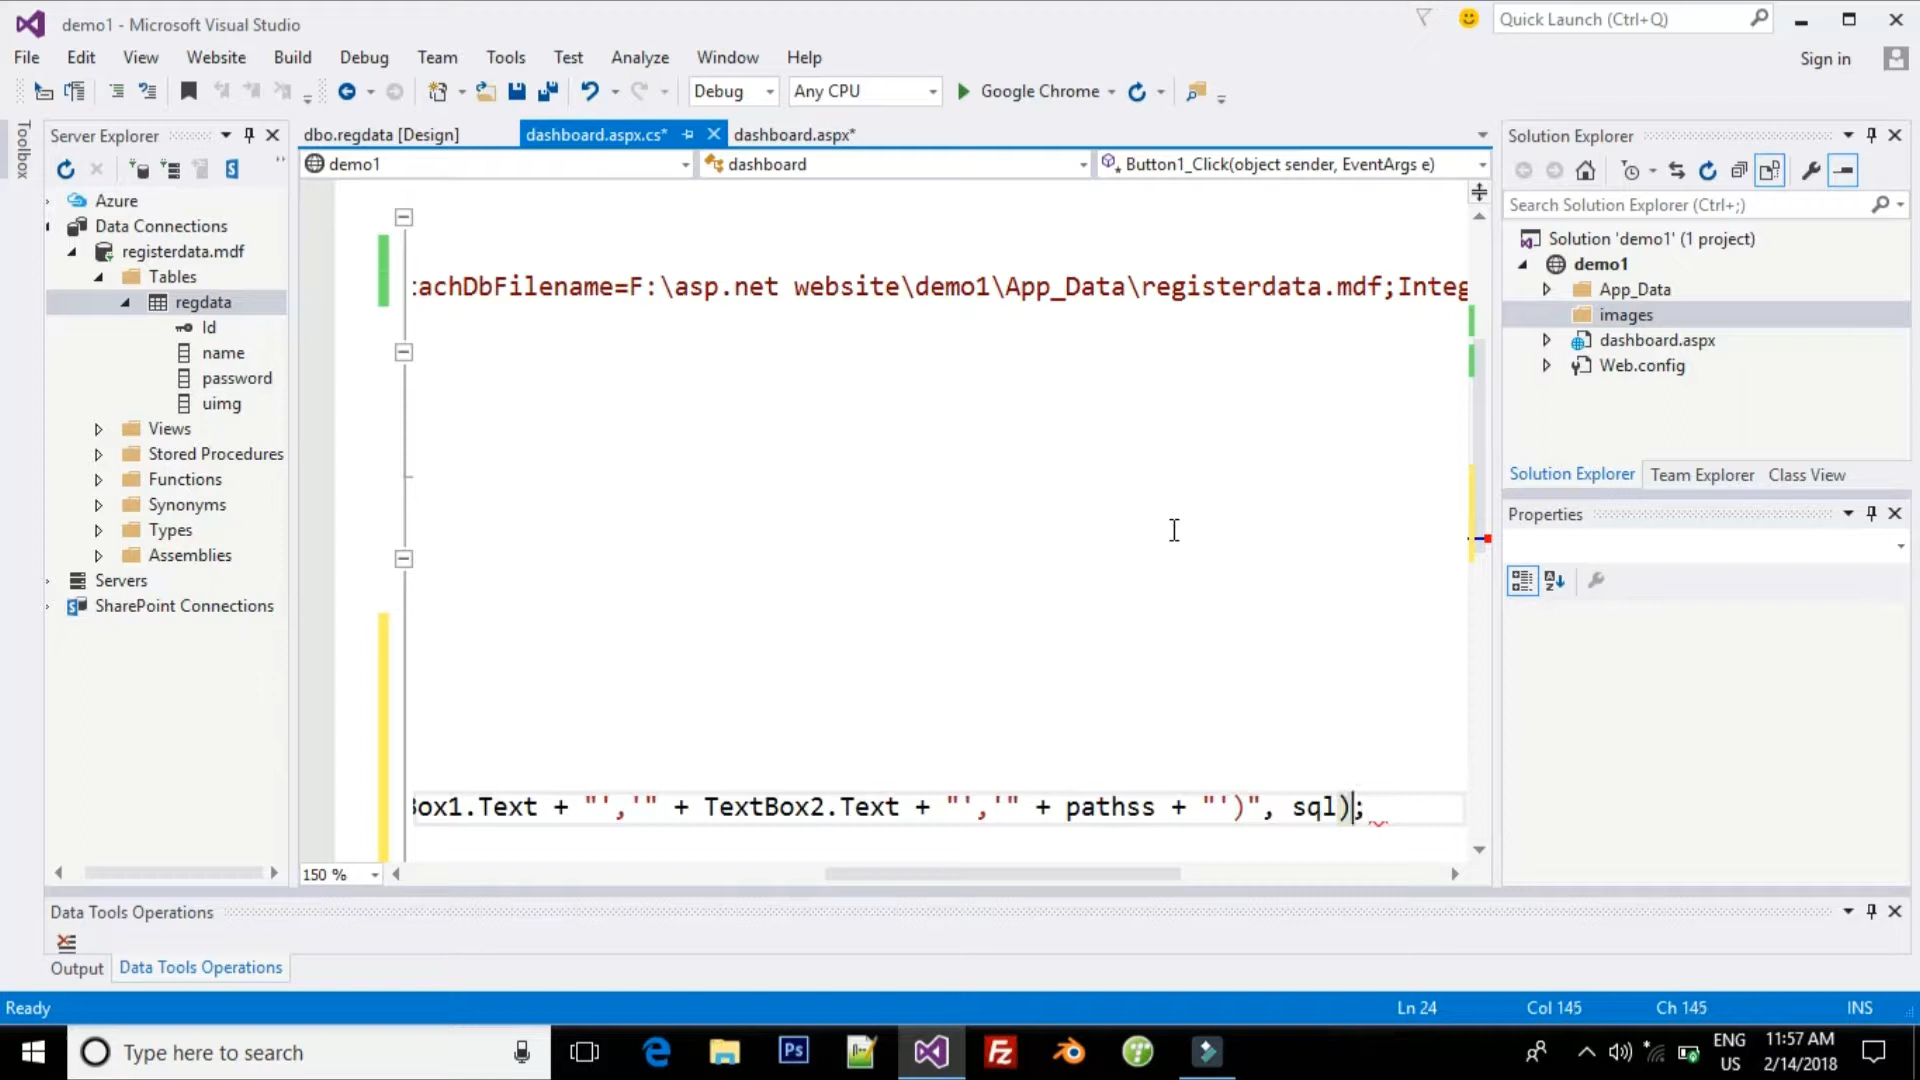 demo1 - Microsoft Visual Studio
Quick Launch (Ctrl+Q)
File Edit View Website Build Debug Team Tools Test Analyze Window Help
Sign in
Debug
Any CPU
Google Chrome
Toolbox
Server Explorer
Azure
Data Connections
registerdata.mdf
Tables
regdata
Id
name
password
uimg
Views
Stored Procedures
Functions
Synonyms
Types
Assemblies
Servers
SharePoint Connections
dbo.regdata [Design]
dashboard.aspx.cs*
dashboard.aspx*
demo1
dashboard
Button1_Click(object sender, EventArgs e)
tachDbFilename=F:\asp.net website\demo1\App_Data\registerdata.mdf;Integ
Box1.Text + "','" + TextBox2.Text + "','" + pathss + "')", sql);
150 %
Solution Explorer
Search Solution Explorer (Ctrl+;)
Solution 'demo1' (1 project)
demo1
App_Data
images
dashboard.aspx
Web.config
Solution Explorer Team Explorer Class View
Properties
Data Tools Operations
Output Data Tools Operations
Ready
Ln 24
Col 145
Ch 145
INS
Type here to search
Ps
Fz
ENG
US
11:57 AM
2/14/2018